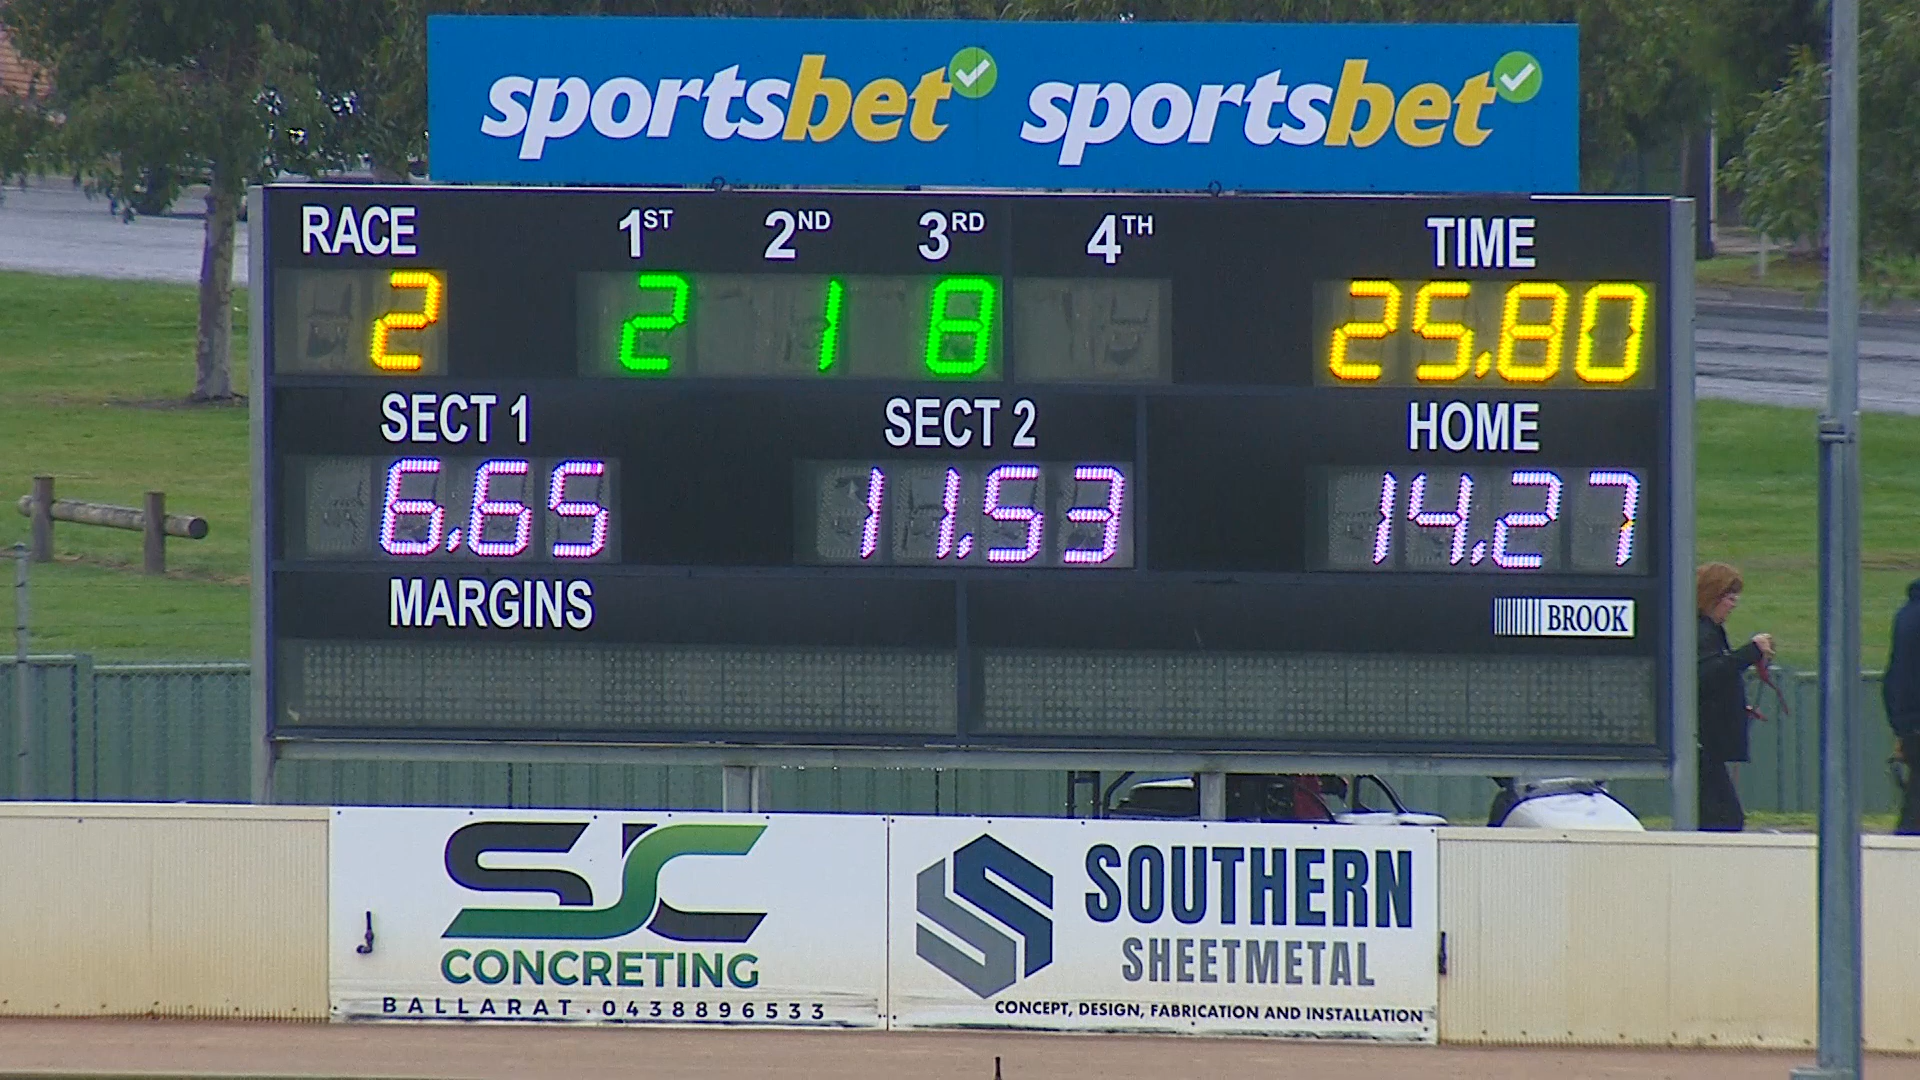 sportsbet sportsbet
RACE 1ST 2ND 3RD 4TH TIME
2 2 1 8 25.80
SECT 1 SECT 2 HOME
6.65 11.53 14.27
MARGINS
BROOK
SJC
CONCRETING
BALLARAT . 0438896533
SOUTHERN
SHEETMETAL
CONCEPT, DESIGN, FABRICATION AND INSTALLATION